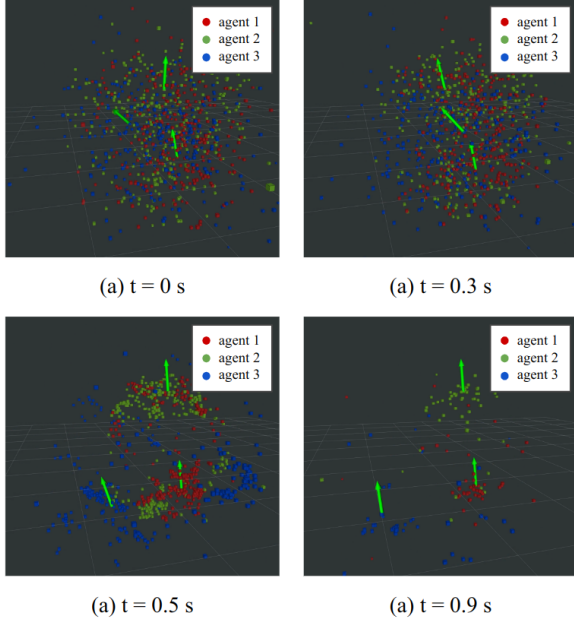 agent 1
agent 2
agent 3
agent 1
agent 2
agent 3
(a) t = 0 s
(a) t = 0.3 s
agent 1
agent 2
agent 3
agent 1
agent 2
agent 3
(a) t = 0.5 s
(a) t = 0.9 s